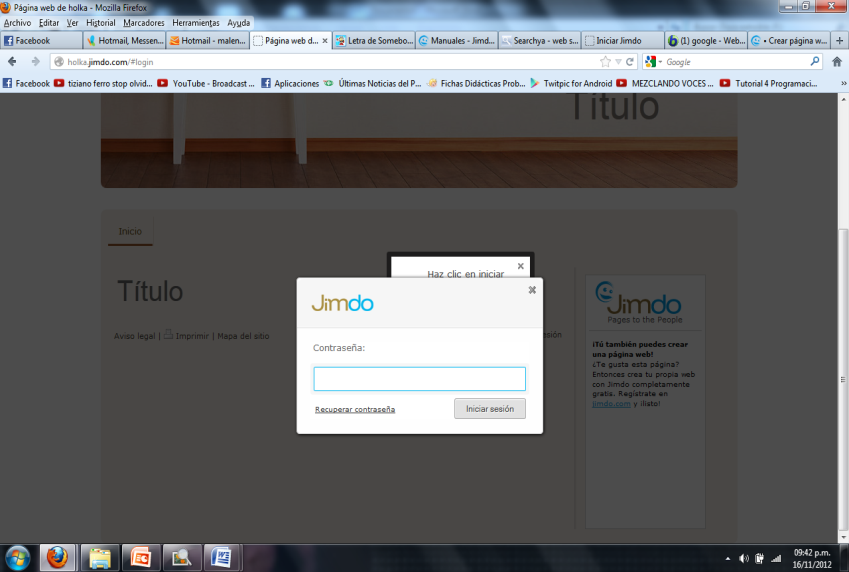 Página web de holka - Mozilla Firefox
Archivo Editar Ver Historial Marcadores Herramientas Ayuda
Facebook Hotmail, Messen... Hotmail - malen... Página web d... Letra de Somebo... Manuales - Jimd... Searchya - web s... Iniciar Jimdo (1) google - Web... • Crear página w...
holka.jimdo.com/#login Google
Facebook tiziano ferro stop olvid... YouTube - Broadcast ... Aplicaciones Últimas Noticias del P... Fichas Didácticas Prob... Twitpic for Android MEZCLANDO VOCES ... Tutorial 4 Programaci...
Título
Inicio
Haz clic en iniciar
Título
Aviso legal | Imprimir | Mapa del sitio
sión
Jimdo
Contraseña:
Recuperar contraseña Iniciar sesión
Jimdo
Pages to the People
¡Tú también puedes crear
una página web!
¿Te gusta esta página?
Entonces crea tu propia web
con Jimdo completamente
gratis. Regístrate en
Jimdo.com y ¡listo!
09:42 p.m.
16/11/2012